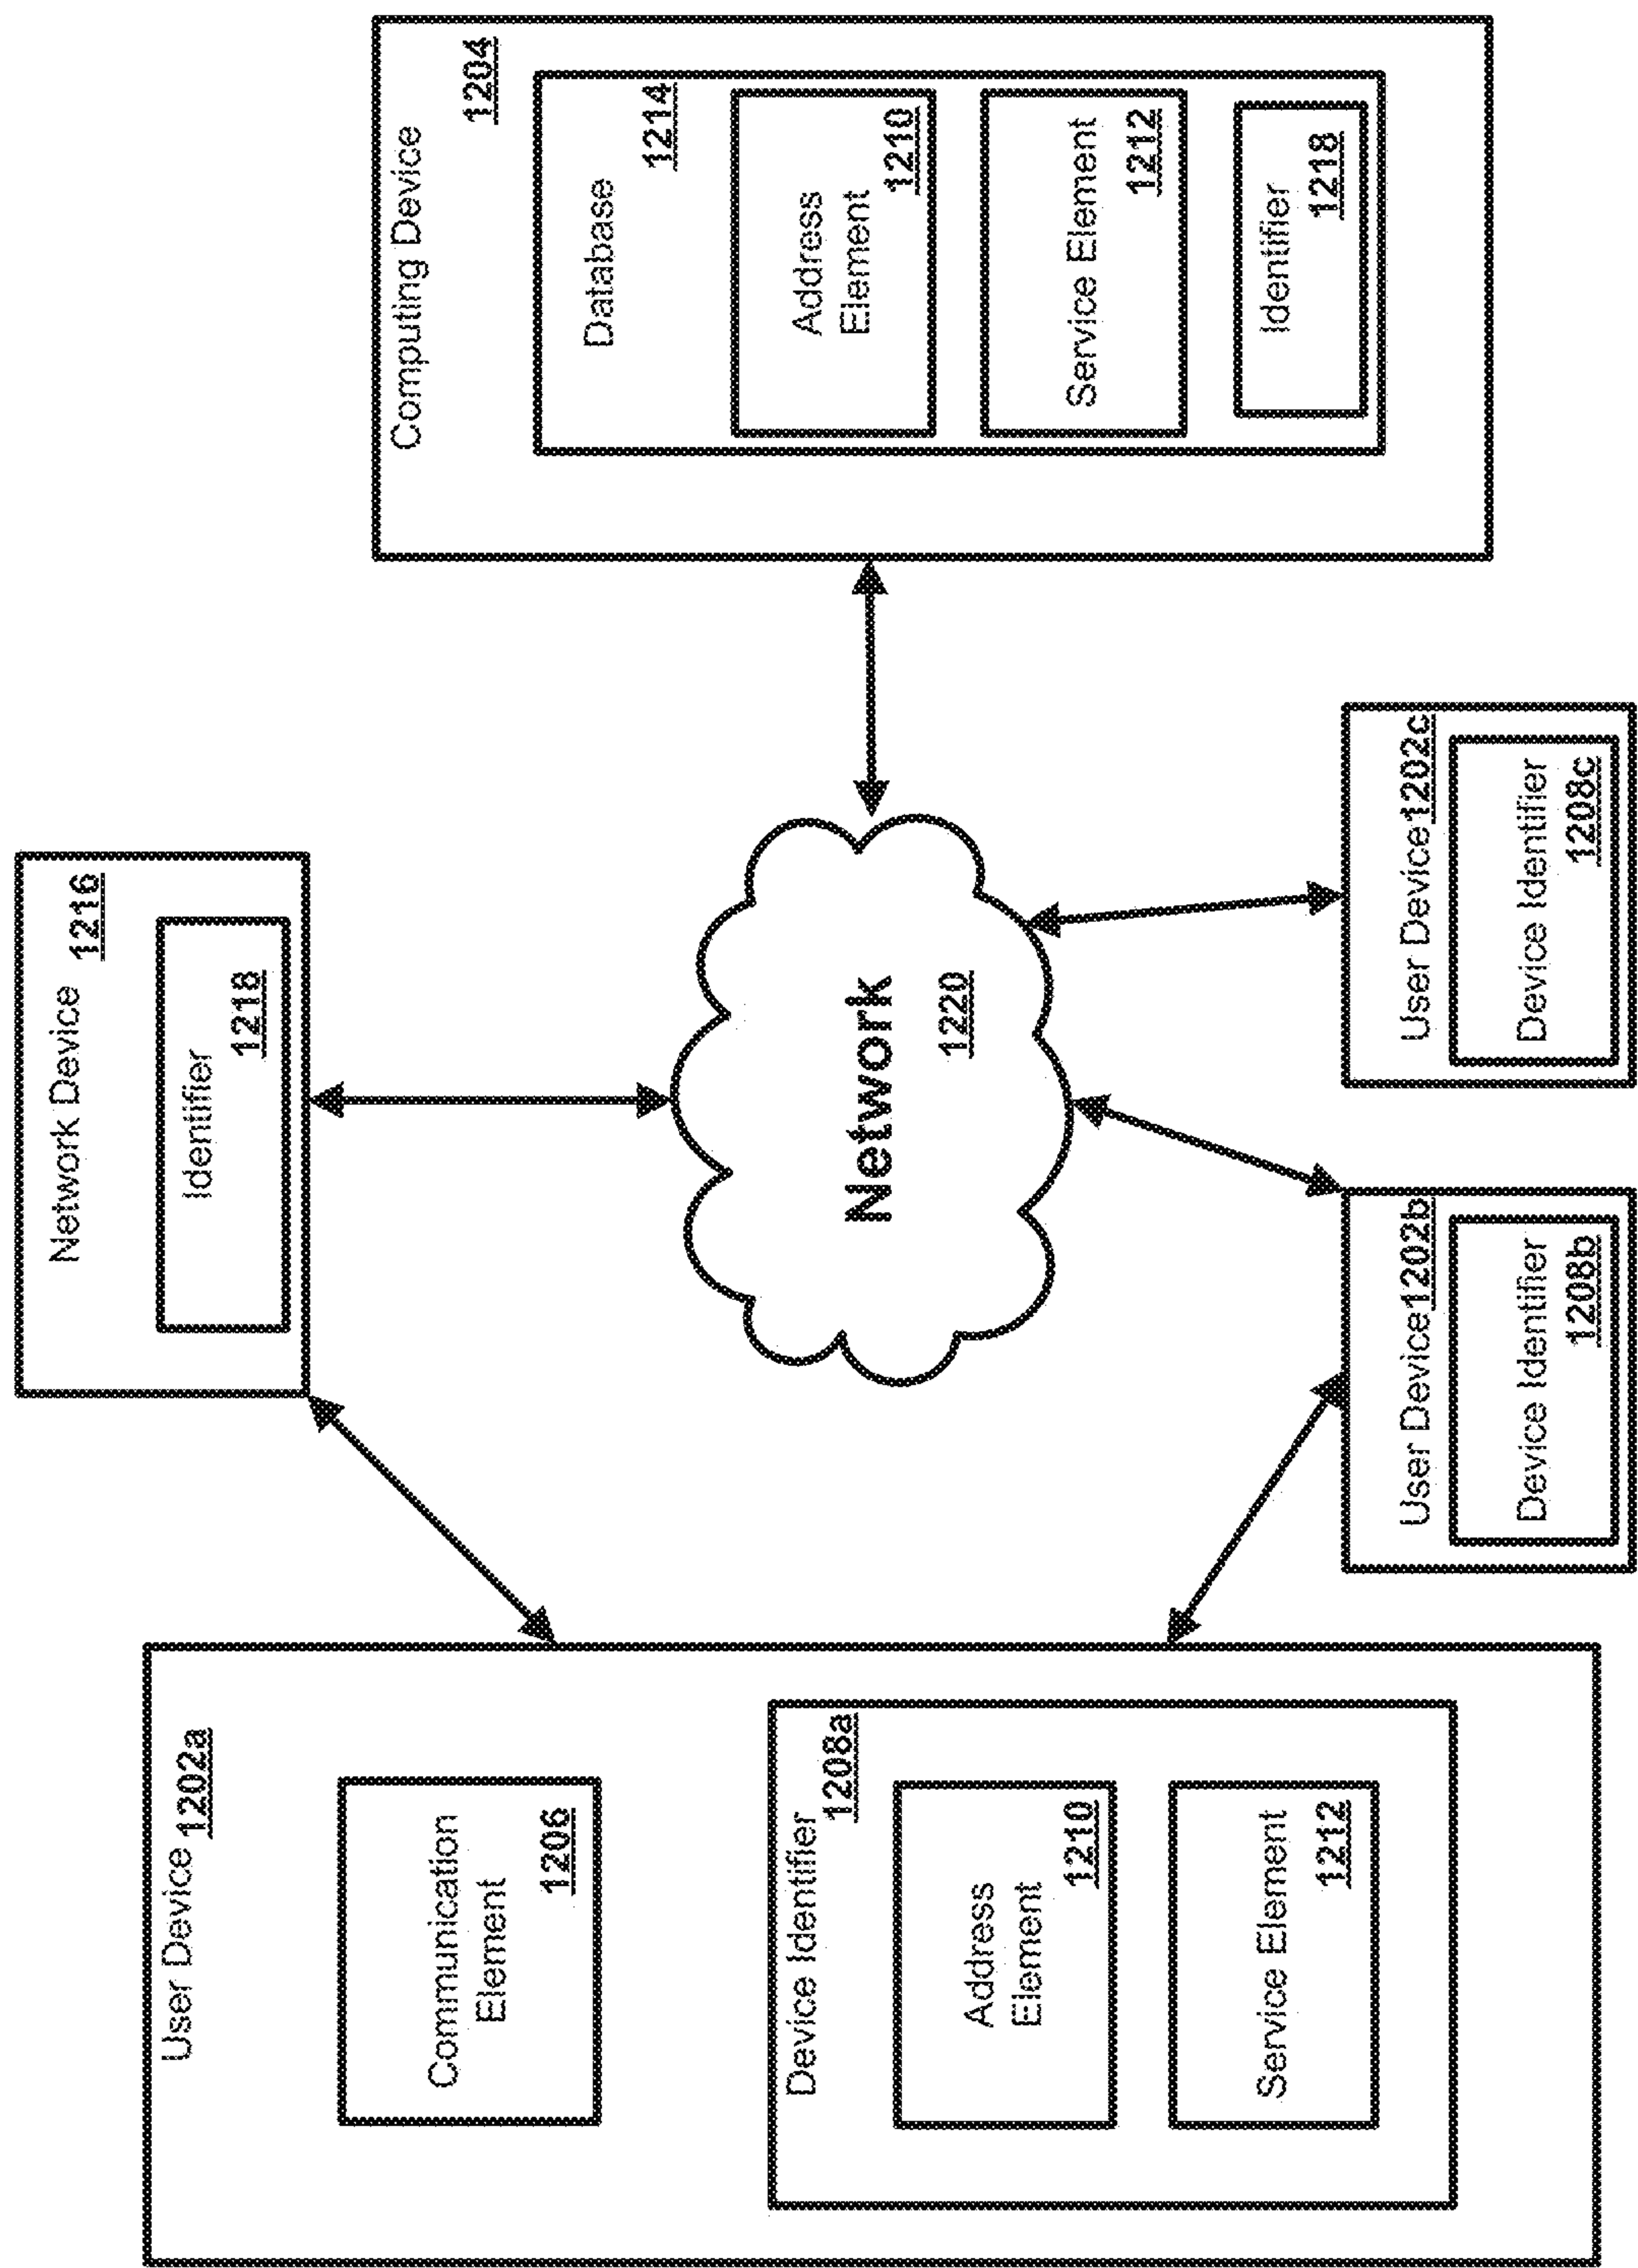 User Device 1202a
Communication
Element
1206
Device Identifier
1208a
Address
Element
1210
Service Element
1212
Network Device
1216
Identifier
1218
Network
1220
User Device 1202b
Device Identifier
1208b
User Device 1202c
Device Identifier
1208c
Computing Device
1204
Database
1214
Address
Element
1210
Service Element
1212
Identifier
1218